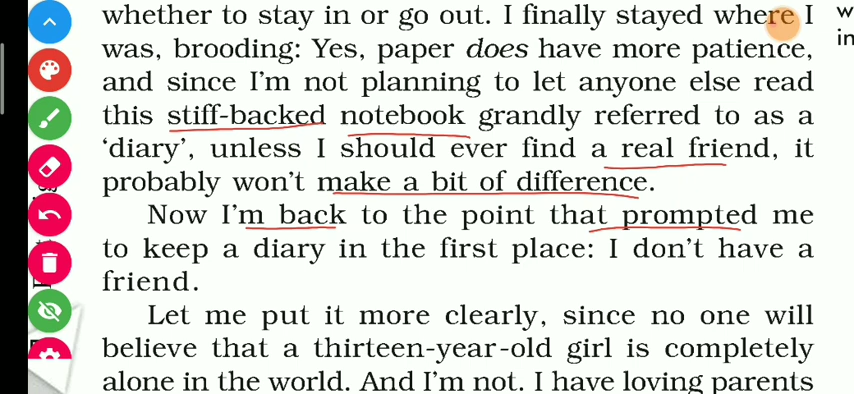 whether to stay in or go out. I finally stayed where I
was, brooding: Yes, paper does have more patience,
and since I'm not planning to let anyone else read
this stiff-backed notebook grandly referred to as a
‘diary’, unless I should ever find a real friend, it
probably won't make a bit of difference.
Now I'm back to the point that prompted me
to keep a diary in the first place: I don't have a
friend.
Let me put it more clearly, since no one will
believe that a thirteen-year-old girl is completely
alone in the world. And I'm not. I have loving parents
w
in